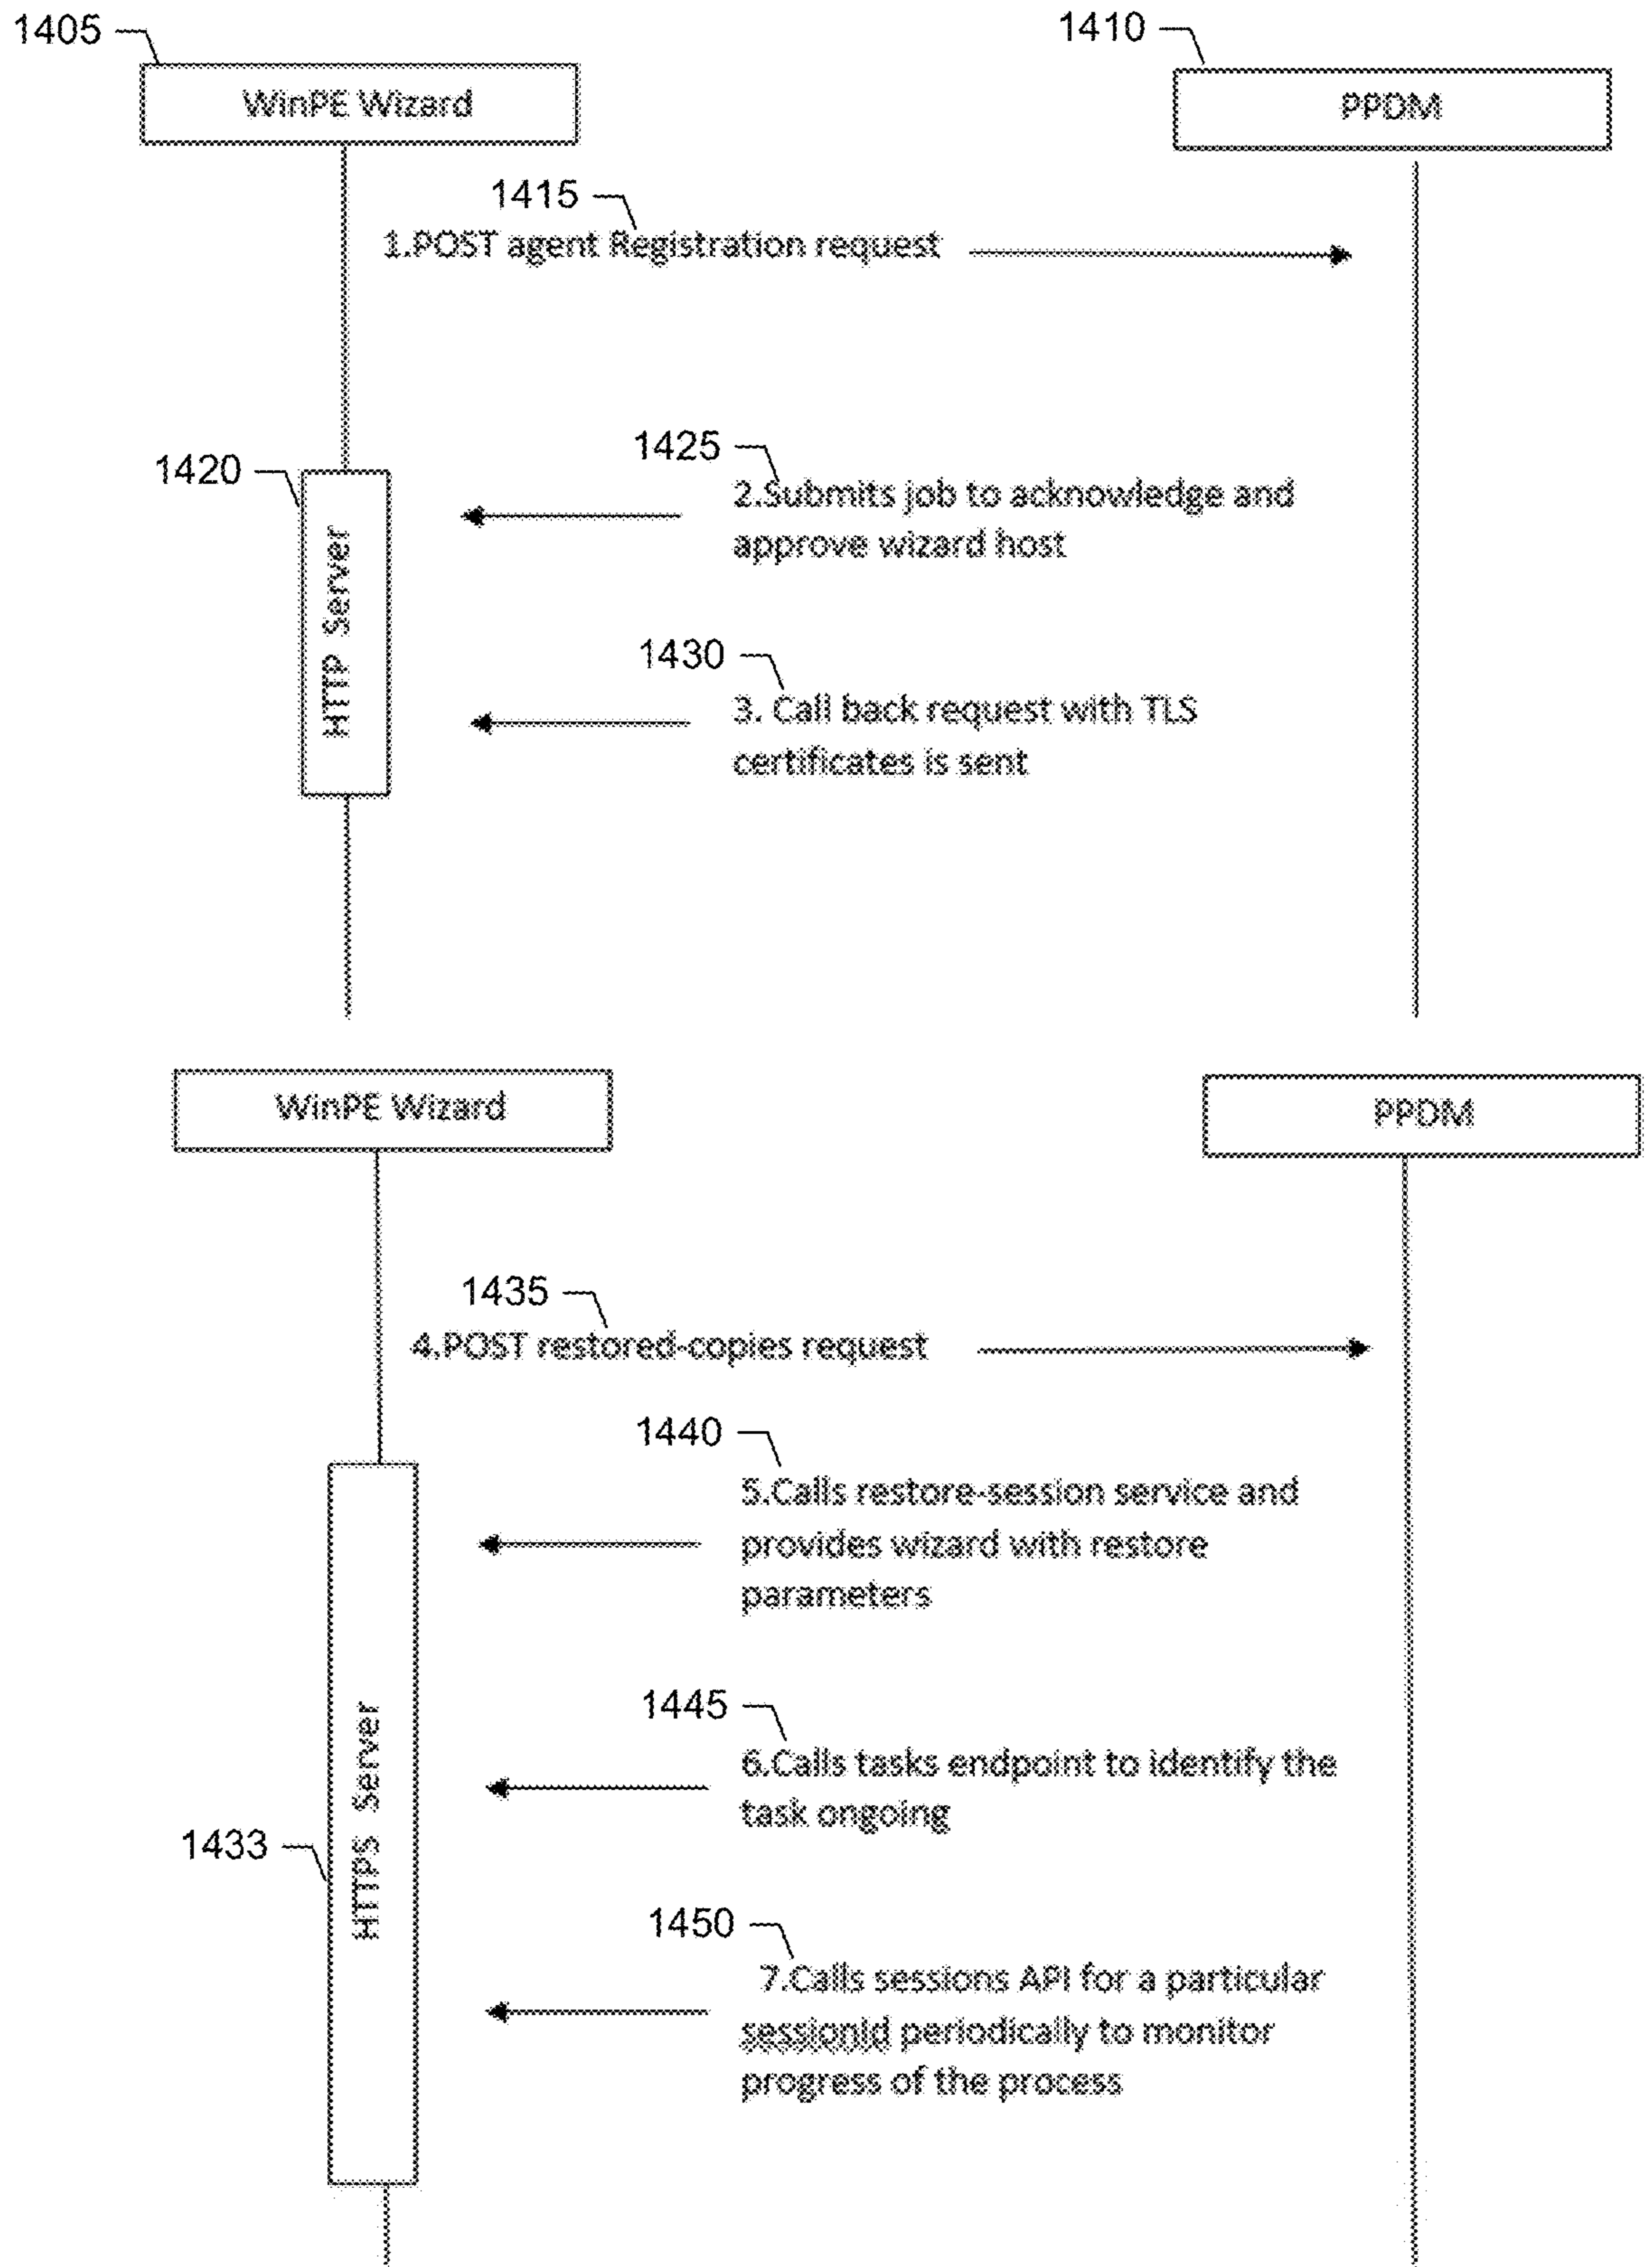 1405
1410
WinPE Wizard
PPDM
1415
1.POST agent Registration request
1425
1420
2.Submits job to acknowledge and
approve wizard host
HTTP Server
1430
3. Call back request with TLS
certificates is sent
WinPE Wizard
PPDM
1435
4.POST restored-copies request
1440
5.Calls restore-session service and
provides wizard with restore
parameters
1445
6.Calls tasks endpoint to identify the
task ongoing
HTTPS Server
1433
1450
7.Calls sessions API for a particular
sessionId periodically to monitor
progress of the process